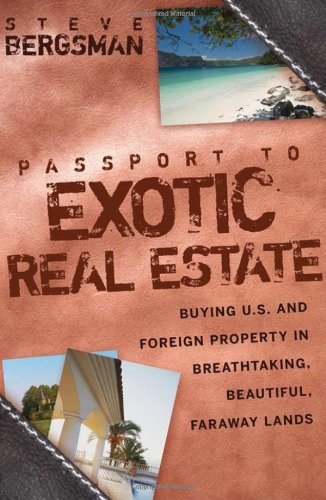 STEVE
BERGSMAN
PASSPORT TO
EXOTIC
REAL ESTATE
BUYING U.S. AND
FOREIGN PROPERTY IN
BREATHTAKING,
BEAUTIFUL,
FARAWAY LANDS